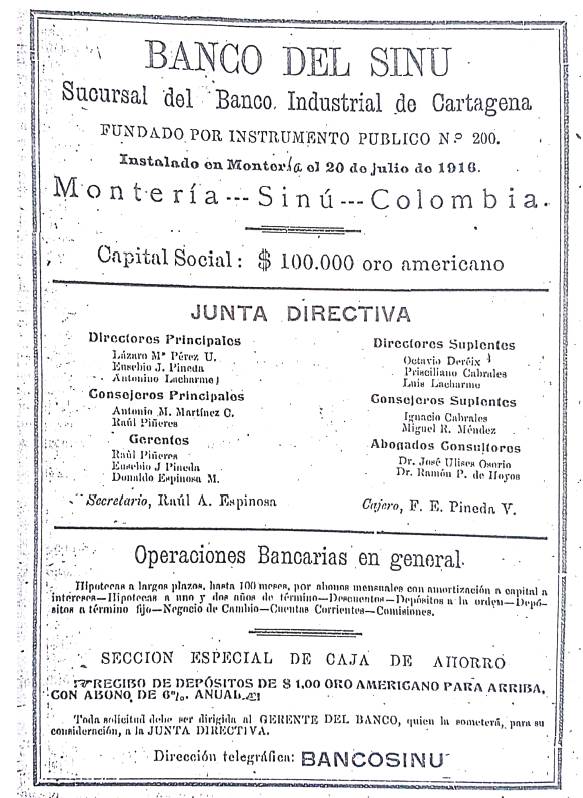 BANCO DEL SINU
Sucursal del Banco Industrial de Cartagena
FUNDADO POR INSTRUMENTO PUBLICO N.º 200.
Instalado en Montería el 20 de julio de 1916.
Montería---Sinú---Colombia.
Capital Social: $ 100.000 oro americano
JUNTA DIRECTIVA
Directores Principales
Lázaro Mª Pérez U.
Eusebio J. Pineda
Antonino Lacharme
Consejeros Principales
Antonio M. Martínez C.
Raúl Piñeres
Gerentes
Raúl Piñeres
Eusebio J Pineda
Donaldo Espinosa M.
Secretario, Raúl A. Espinosa
Directores Suplentes
Octavio Deróix
Prisciliano Cabrales
Luis Lacharme
Consejeros Suplentes
Ignacio Cabrales
Miguel R. Méndez
Abogados Consultores
Dr. José Ulises Osorio
Dr. Ramón P. de Hoyos
Cajero, F. E. Pineda V.
Operaciones Bancarias en general.
Hipotecas a largos plazos, hasta 100 meses, por abonos mensuales con amortización a capital a
intereses—Hipotecas a uno y dos años de término—Descuentos—Depósitos a la orden—Depó-
sitos a término fijo—Negocio de Cambio—Cuentas Corrientes—Comisiones.
SECCION ESPECIAL DE CAJA DE AHORRO
☞RECIBO DE DEPÓSITOS DE $ 1,00 ORO AMERICANO PARA ARRIBA,
CON ABONO DE 6%. ANUAL.☜
Toda solicitud debe ser dirigida al GERENTE DEL BANCO, quien la someterá, para su
consideración, a la JUNTA DIRECTIVA.
Dirección telegráfica: BANCOSINU